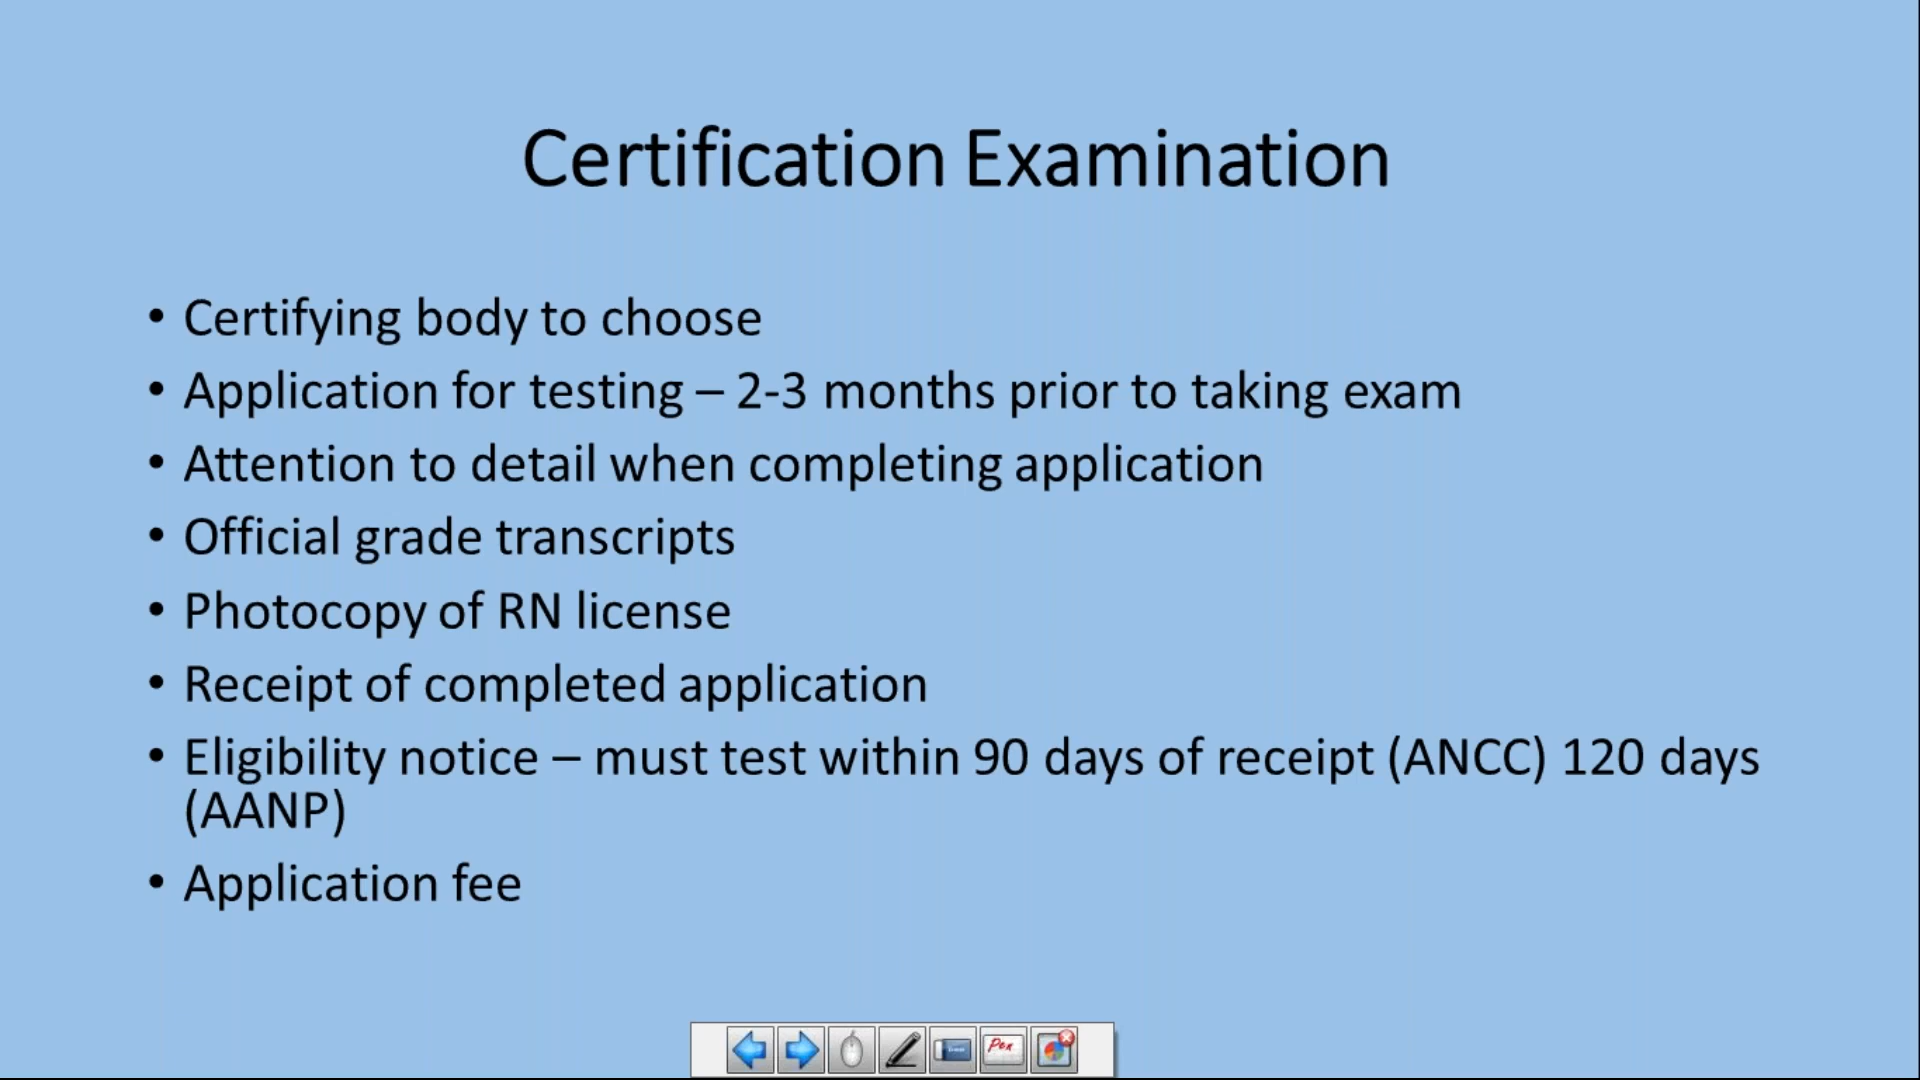 Certification Examination
• Certifying body to choose
• Application for testing – 2-3 months prior to taking exam
• Attention to detail when completing application
• Official grade transcripts
• Photocopy of RN license
• Receipt of completed application
• Eligibility notice – must test within 90 days of receipt (ANCC) 120 days
(AANP)
• Application fee
Pen